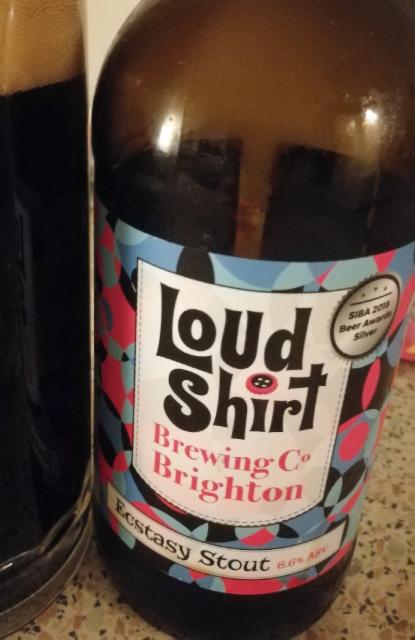 SIBA 2018
Beer Awards
Silver
Loud
Shirt
Brewing Co
Brighton
Ecstasy Stout 6.6% ABV